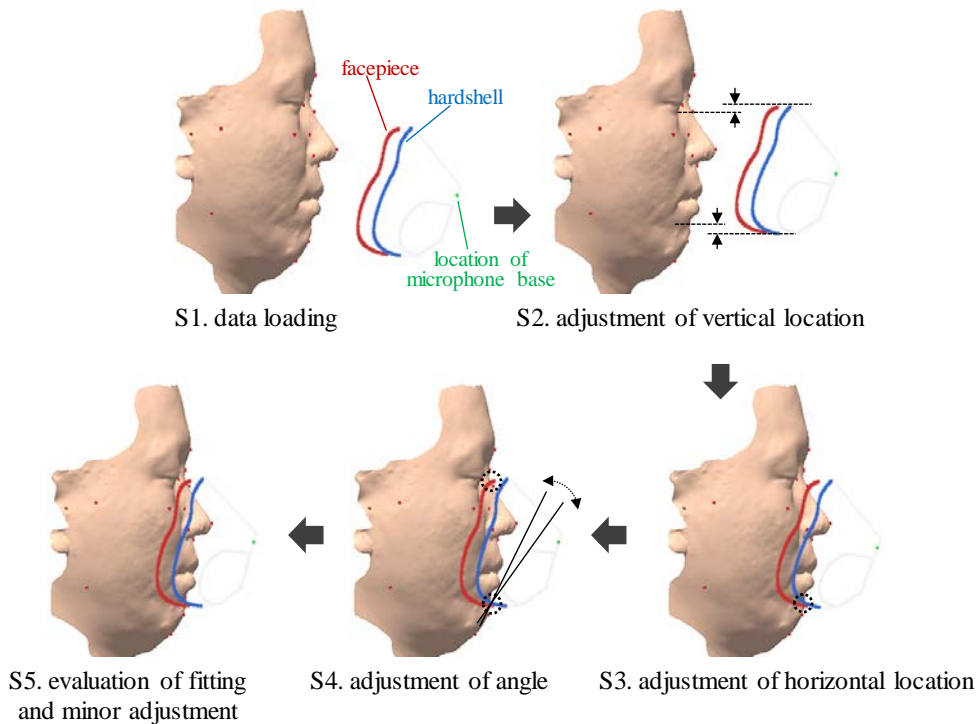 facepiece
hardshell
location of
microphone base
S1. data loading
S2. adjustment of vertical location
S5. evaluation of fitting
and minor adjustment
S4. adjustment of angle
S3. adjustment of horizontal location